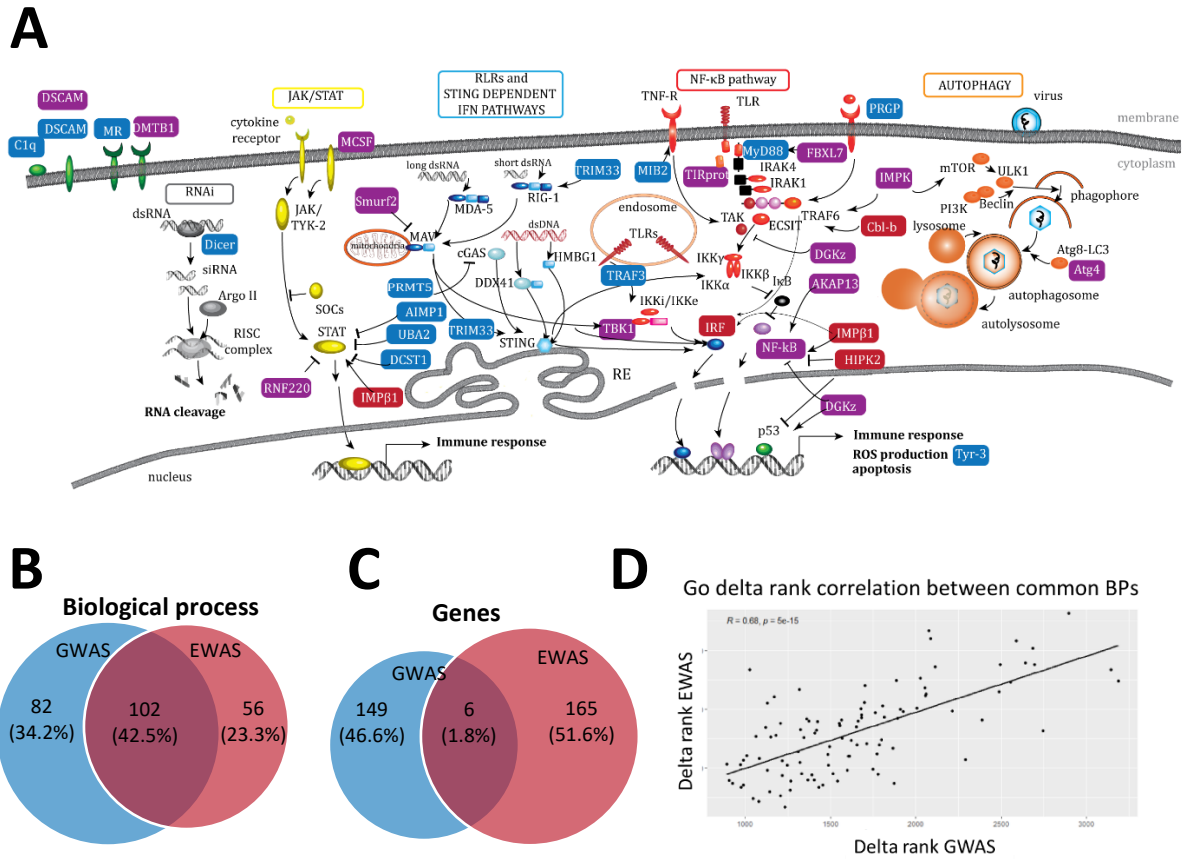 A
DSCAM
C1q
DSCAM
MR
DMTB1
JAK/STAT
cytokine
receptor
MCSF
RLRs and
STING DEPENDENT
IFN PATHWAYS
NF-κB pathway
TNF-R
TLR
PRGP
AUTOPHAGY
virus
membrane
cytoplasm
RNAi
dsRNA
Dicer
siRNA
Argo II
RISC
complex
RNA cleavage
JAK/
TYK-2
SOCs
STAT
RNF220
IMPβ1
Smurf2
long dsRNA
MDA-5
short dsRNA
RIG-1
TRIM33
MAV
mitochondria
cGAS
dsDNA
HMBG1
DDX41
PRMT5
AIMP1
UBA2
DCST1
TRIM33
STING
endosome
TLRs
TRAF3
IKKi/IKKe
TBK1
RE
MIB2
TIRprot
MyD88
FBXL7
IRAK4
IRAK1
TAK
ECSIT
TRAF6
IKKγ
IKKα
IKKβ
IκB
IRF
NF-kB
IMPK
Cbl-b
DGKz
AKAP13
IMPβ1
HIPK2
DGKz
p53
mTOR
ULK1
PI3K
Beclin
phagophore
lysosome
Atg8-LC3
Atg4
autophagosome
autolysosome
nucleus
Immune response
Immune response
ROS production
apoptosis
Tyr-3
B
Biological process
GWAS
EWAS
82
(34.2%)
102
(42.5%)
56
(23.3%)
C
Genes
GWAS
EWAS
149
(46.6%)
6
(1.8%)
165
(51.6%)
D
Go delta rank correlation between common BPs
R = 0.68, p = 5e-15
Delta rank EWAS
1000
1500
2000
2500
3000
Delta rank GWAS